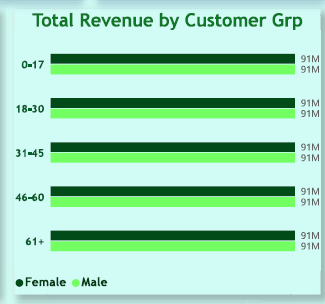 Total Revenue by Customer Grp
0-17 91M
91M
18-30 91M
91M
31-45 91M
91M
46-60 91M
91M
61+ 91M
91M
Female Male